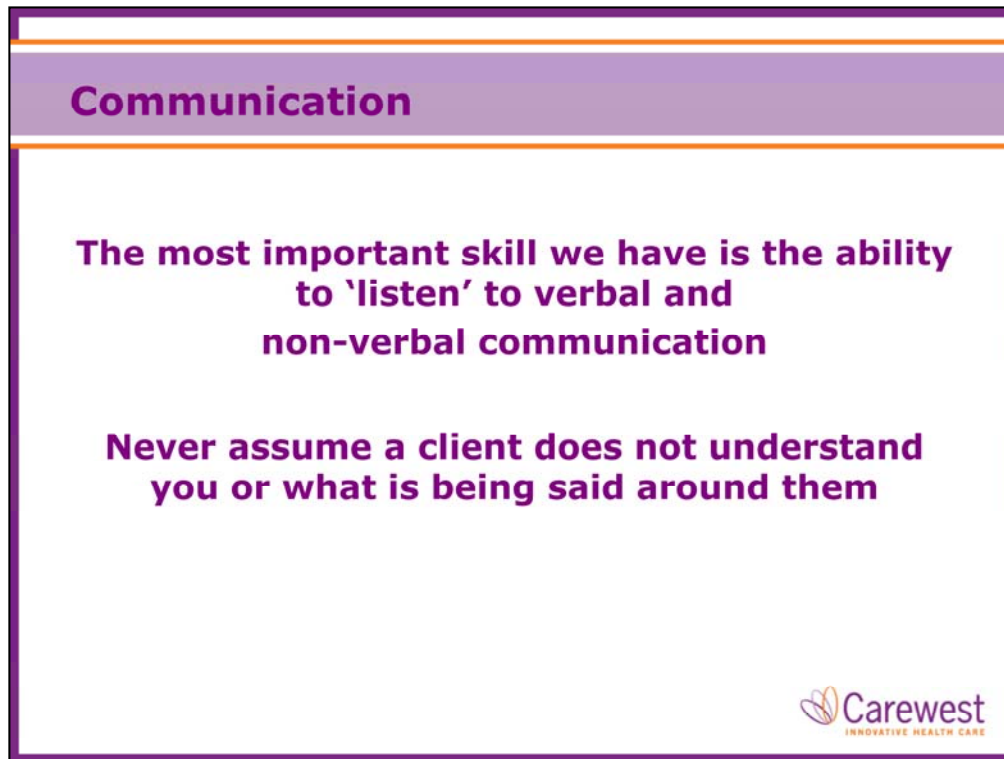 Communication
The most important skill we have is the ability
to ‘listen’ to verbal and
non-verbal communication
Never assume a client does not understand
you or what is being said around them
Carewest
INNOVATIVE HEALTH CARE